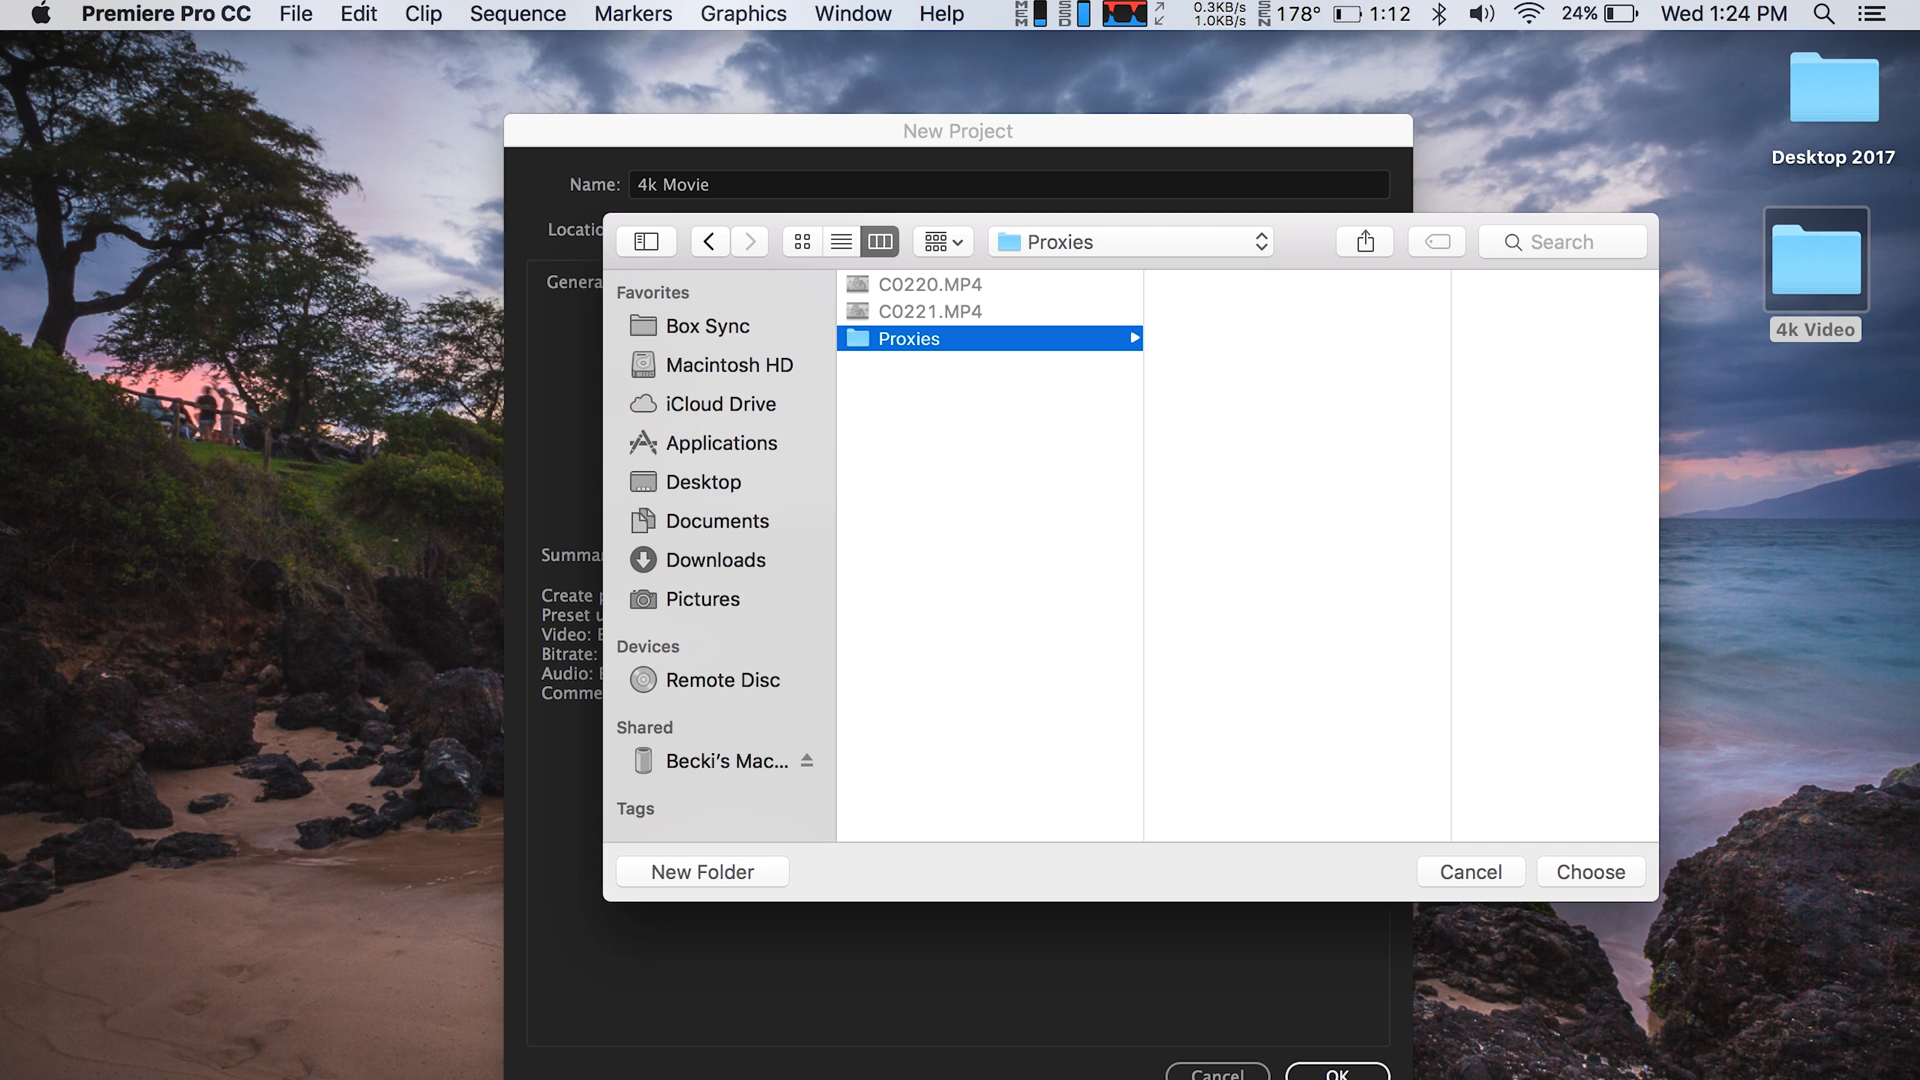 Premiere Pro CC File Edit Clip Sequence Markers Graphics Window Help MEM SSD 0.3KB/s 1.0KB/s SEN 178° 1:12 24% Wed 1:24 PM
Desktop 2017
4k Video
New Project
Name: 4k Movie
Locatio
Proxies
Search
Genera
Favorites
Box Sync
Macintosh HD
iCloud Drive
Applications
Desktop
Documents
Downloads
Pictures
Devices
Remote Disc
Shared
Becki's Mac...
Tags
C0220.MP4
C0221.MP4
Proxies
Summa
Create p
Preset u
Video: E
Bitrate:
Audio: E
Comme
New Folder
Cancel
Choose
Cancel
OK